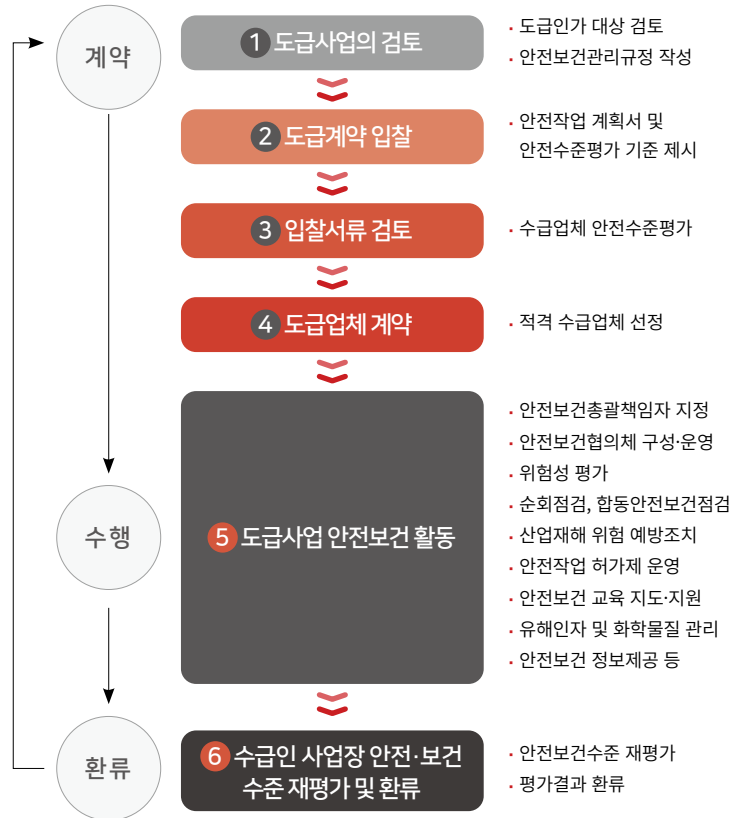 계약
1 도급사업의 검토
· 도급인가 대상 검토
· 안전보건관리규정 작성
2 도급계약 입찰
· 안전작업 계획서 및
안전수준평가 기준 제시
3 입찰서류 검토
· 수급업체 안전수준평가
4 도급업체 계약
· 적격 수급업체 선정
수행
5 도급사업 안전보건 활동
· 안전보건총괄책임자 지정
· 안전보건협의체 구성·운영
· 위험성 평가
· 순회점검, 합동안전보건점검
· 산업재해 위험 예방조치
· 안전작업 허가제 운영
· 안전보건 교육 지도·지원
· 유해인자 및 화학물질 관리
· 안전보건 정보제공 등
환류
6 수급인 사업장 안전·보건
수준 재평가 및 환류
· 안전보건수준 재평가
· 평가결과 환류